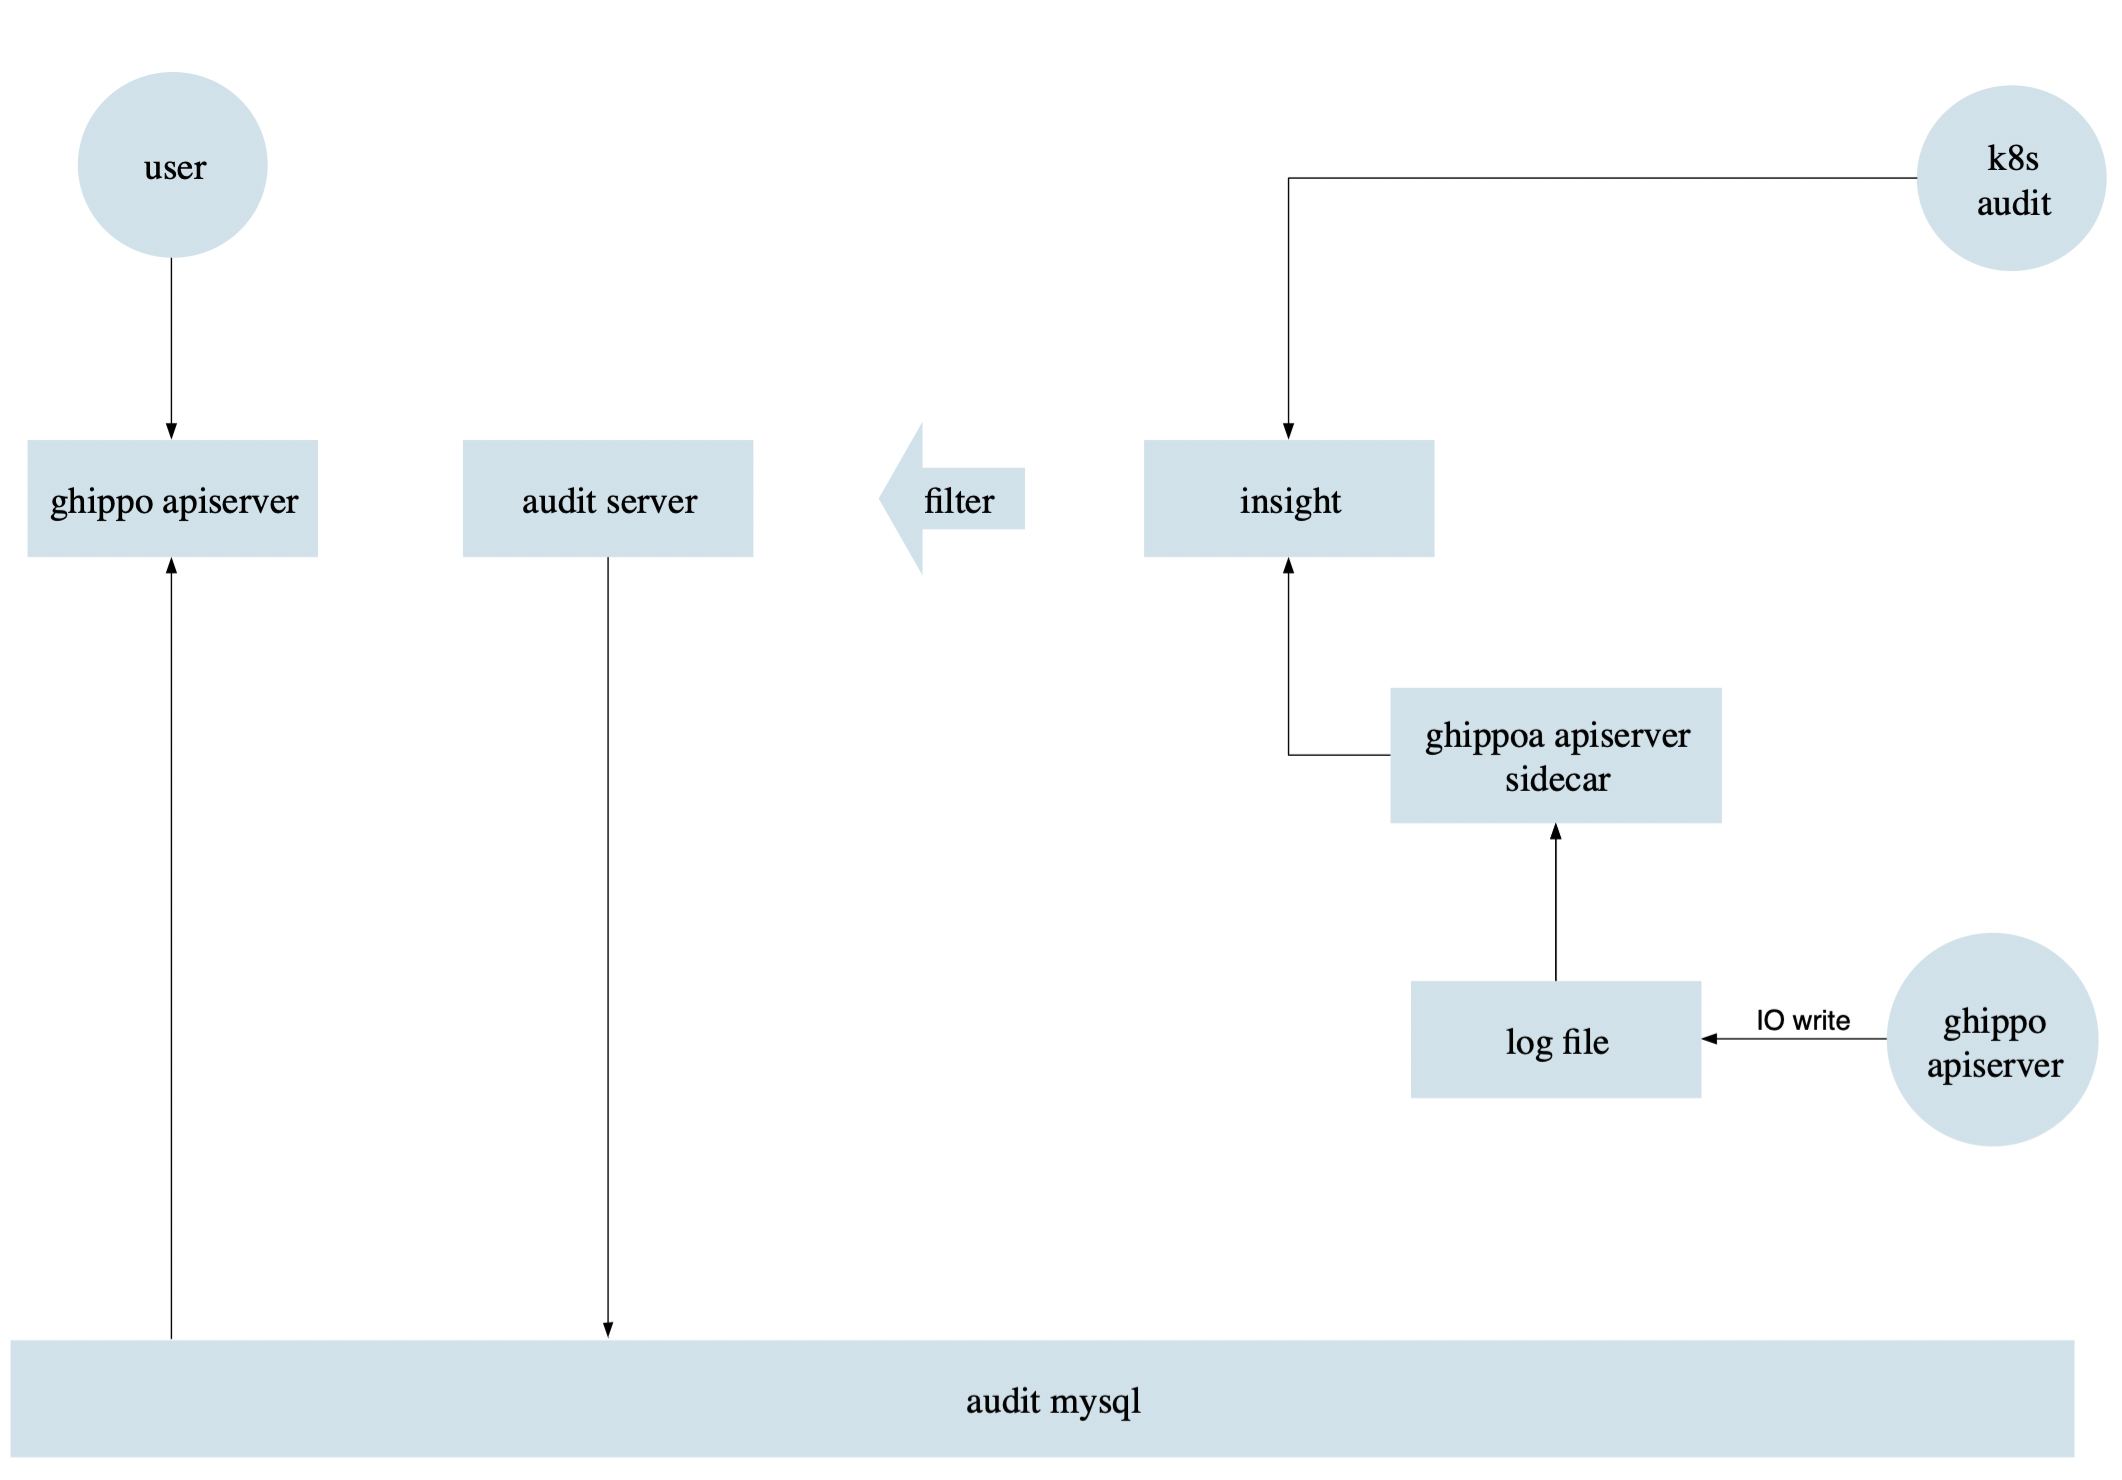 user
k8s
audit
ghippo apiserver
audit server
filter
insight
ghippoa apiserver
sidecar
log file
IO write
ghippo
apiserver
audit mysql